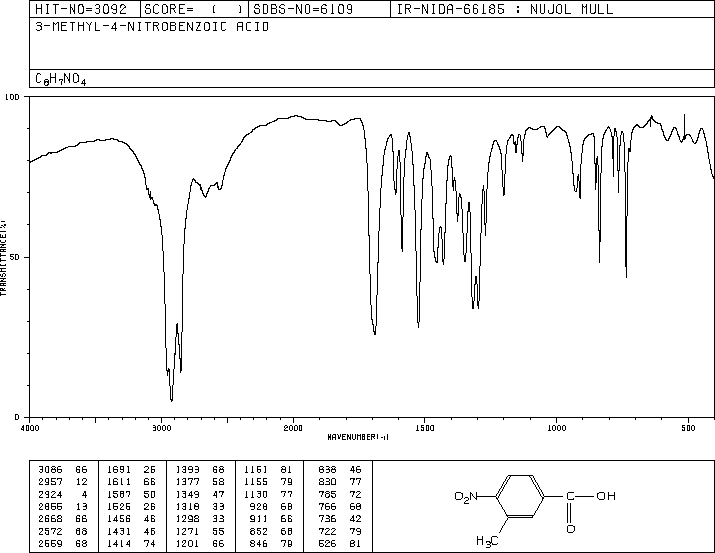 HIT-NO=3092 SCORE= ( ) SDBS-NO=6109 IR-NIDA-66185 : NUJOL MULL
3-METHYL-4-NITROBENZOIC ACID
C8H7NO4
100
50
0
TRANSMITTANCE(%)
4000 3000 2000 1500 1000 500
WAVENUMBER(-1)
3086 66 1691 26 1393 68 1161 81 838 46
2957 12 1611 66 1377 58 1155 79 830 77
2924 4 1587 50 1349 47 1130 77 785 72
2855 13 1526 26 1318 33 928 68 766 68
2668 66 1456 46 1298 33 911 66 736 42
2572 68 1431 46 1271 55 852 68 722 79
2559 68 1414 74 1201 66 846 79 526 81
O2N
C
OH
O
H3C